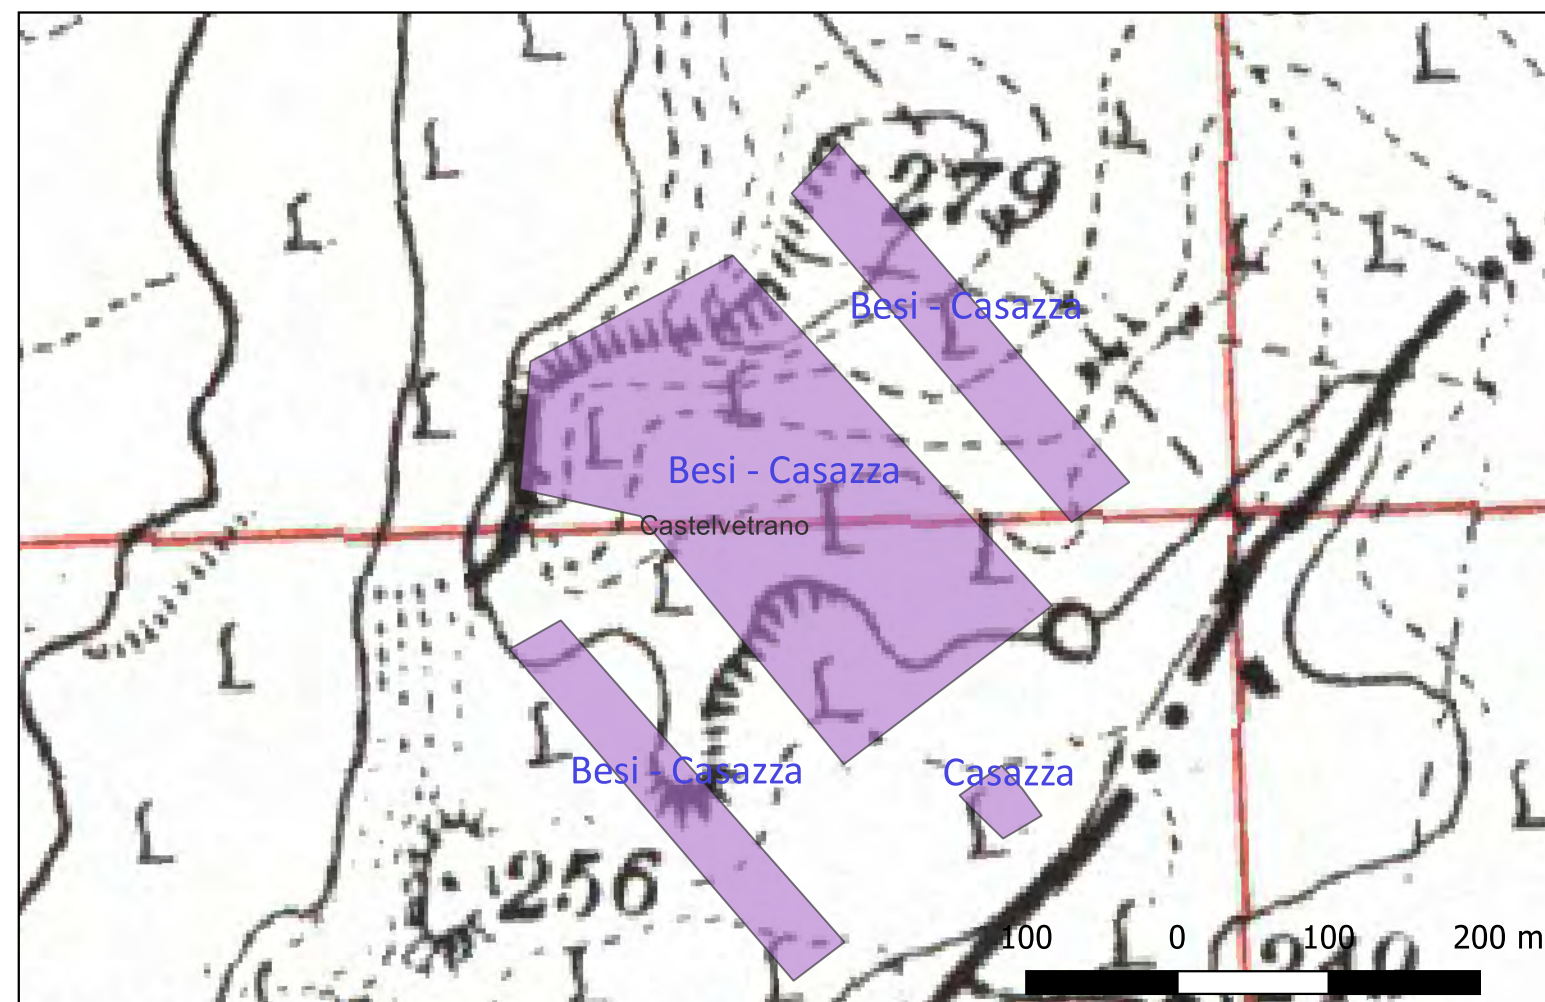 279
Besi - Casazza
Besi - Casazza
Castelvetrano
Besi - Casazza
Casazza
256
100 0 100 200 m